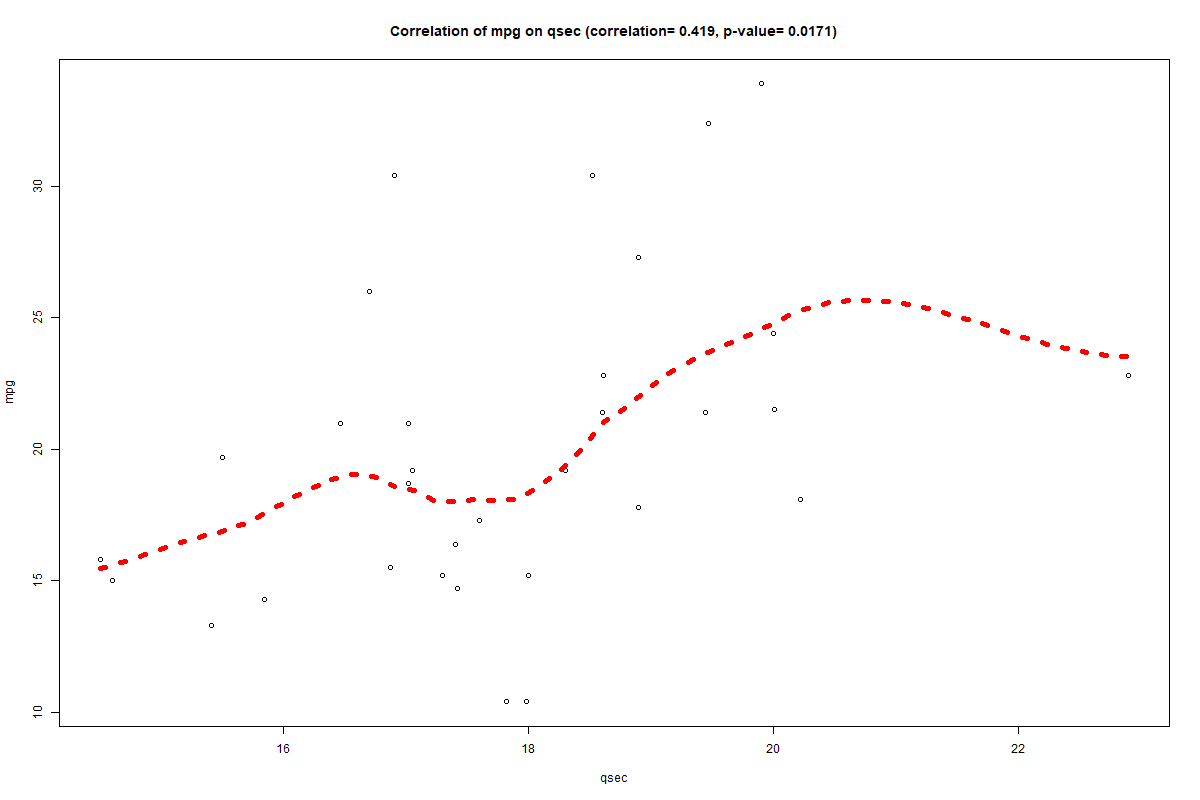 Correlation of mpg on qsec (correlation= 0.419, p-value= 0.0171)
30
25
20
15
10
mpg
16 18 20 22
qsec